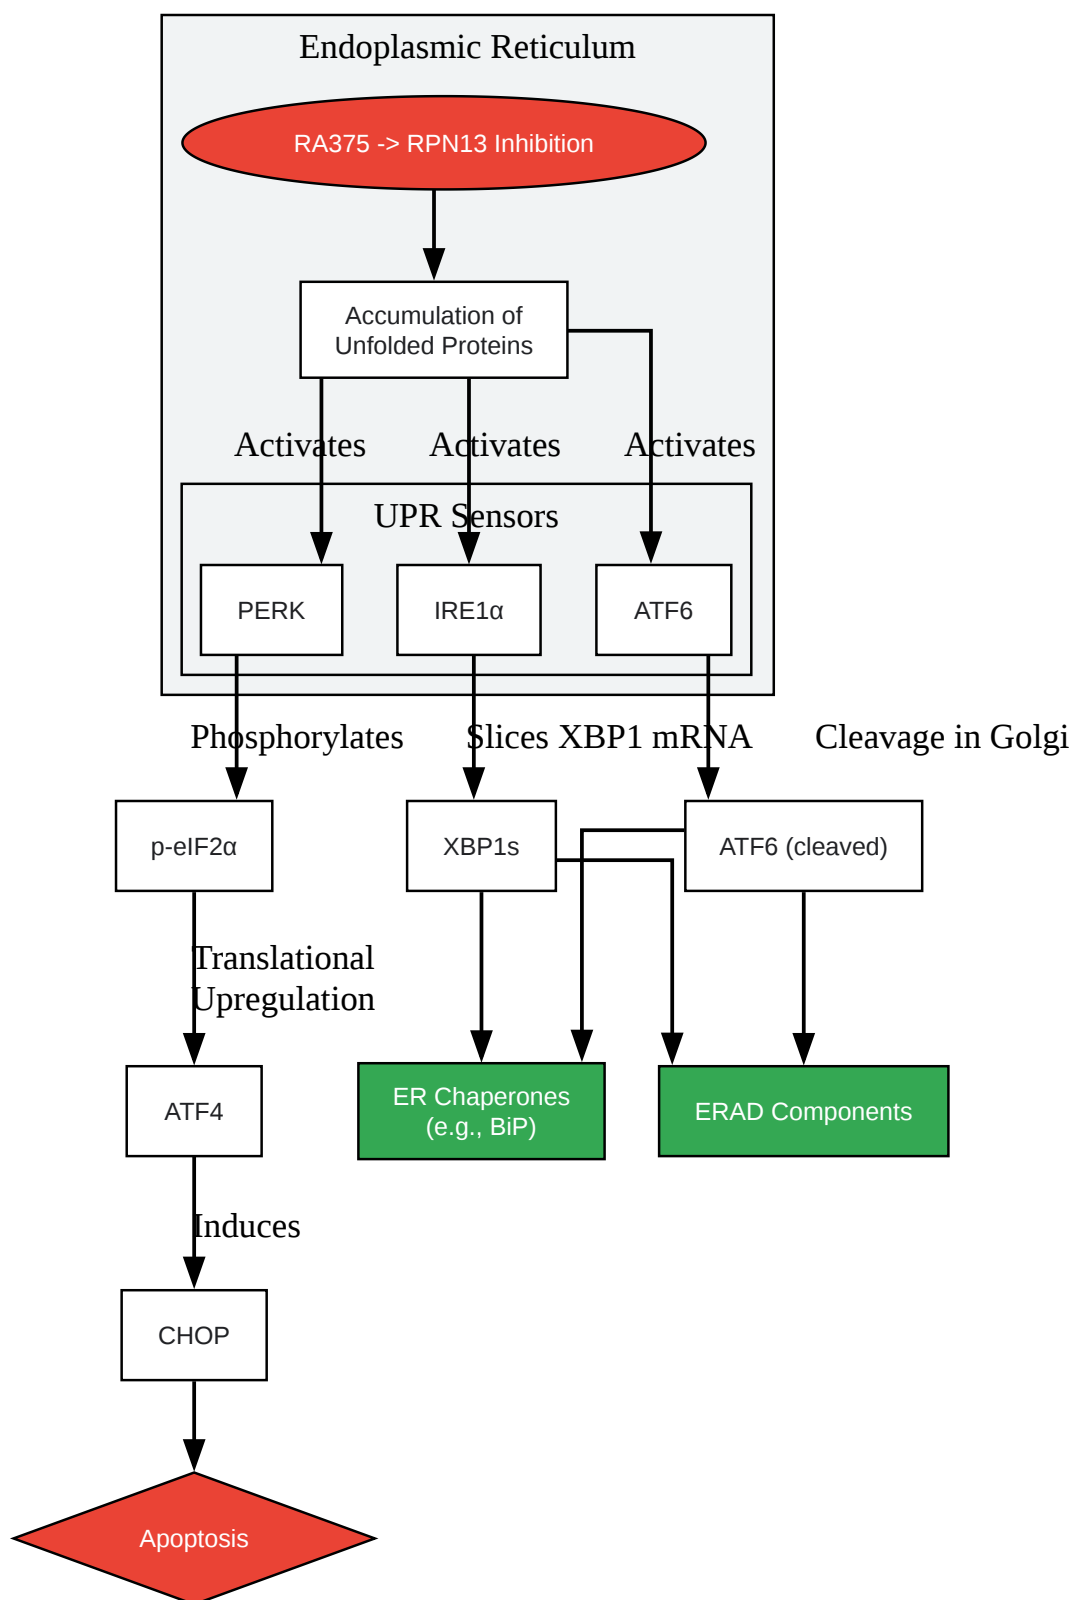 Endoplasmic Reticulum
RA375 -> RPN13 Inhibition
Accumulation of
Unfolded Proteins
Activates
Activates
Activates
UPR Sensors
PERK
IRE1α
ATF6
Phosphorylates
Slices XBP1 mRNA
Cleavage in Golgi
p-eIF2α
XBP1s
ATF6 (cleaved)
Translational
Upregulation
ATF4
ER Chaperones
(e.g., BiP)
ERAD Components
Induces
CHOP
Apoptosis